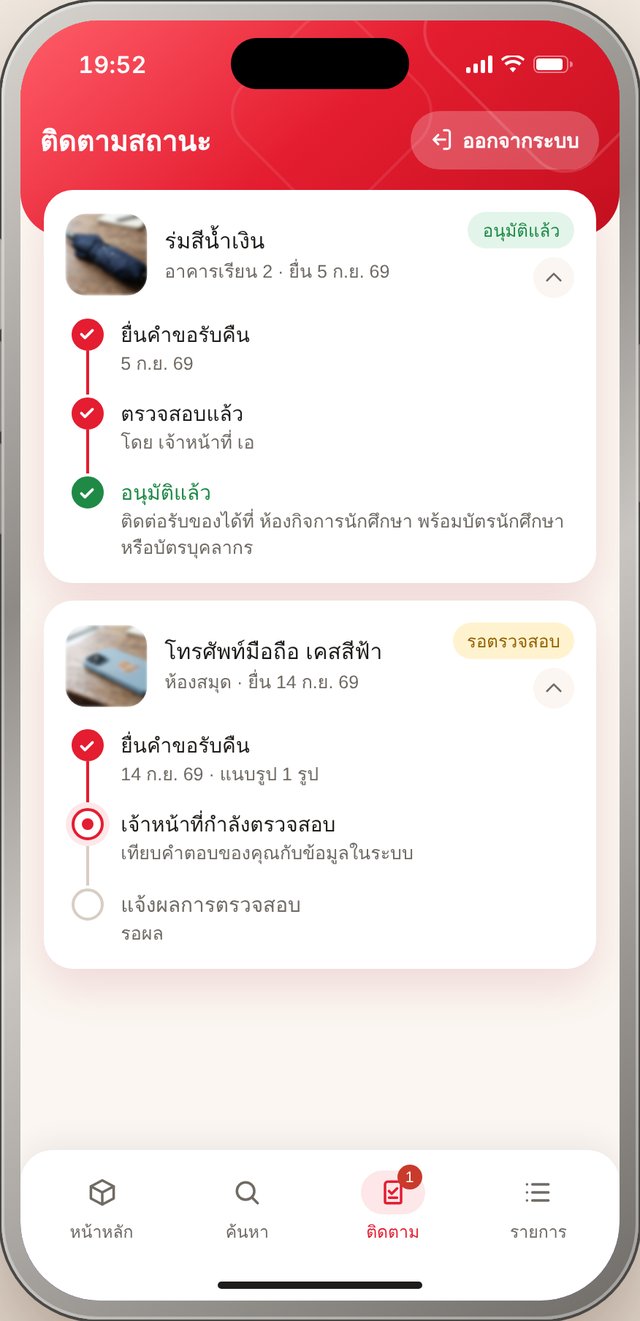 19:52
ติดตามสถานะ
ออกจากระบบ
ร่มสีน้ำเงิน
อนุมัติแล้ว
อาคารเรียน 2 · ยื่น 5 ก.ย. 69
ยื่นคำขอรับคืน
5 ก.ย. 69
ตรวจสอบแล้ว
โดย เจ้าหน้าที่ เอ
อนุมัติแล้ว
ติดต่อรับของได้ที่ ห้องกิจการนักศึกษา พร้อมบัตรนักศึกษา
หรือบัตรบุคลากร
โทรศัพท์มือถือ เคสสีฟ้า
รอตรวจสอบ
ห้องสมุด · ยื่น 14 ก.ย. 69
ยื่นคำขอรับคืน
14 ก.ย. 69 · แนบรูป 1 รูป
เจ้าหน้าที่กำลังตรวจสอบ
เทียบคำตอบของคุณกับข้อมูลในระบบ
แจ้งผลการตรวจสอบ
รอผล
1
หน้าหลัก
ค้นหา
ติดตาม
รายการ